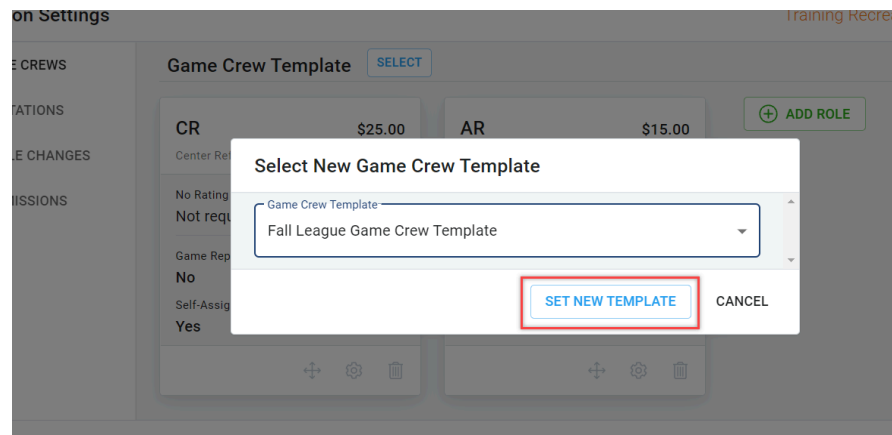 on Settings
Training Recre
E CREWS
Game Crew Template
SELECT
TATIONS
LE CHANGES
MISSIONS
CR
$25.00
AR
$15.00
ADD ROLE
Center Ref
Select New Game Crew Template
No Rating
Not requ
Game Crew Template
Fall League Game Crew Template
Game Rep
No
Self-Assig
Yes
SET NEW TEMPLATE
CANCEL